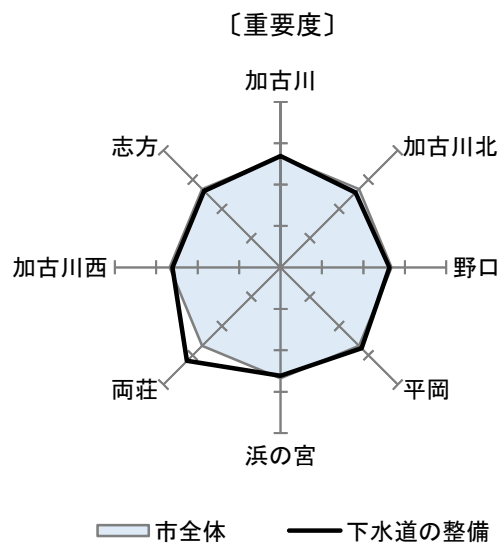 〔重要度〕
加古川
志方
加古川北
加古川西
野口
両荘
平岡
浜の宮
市全体
下水道の整備